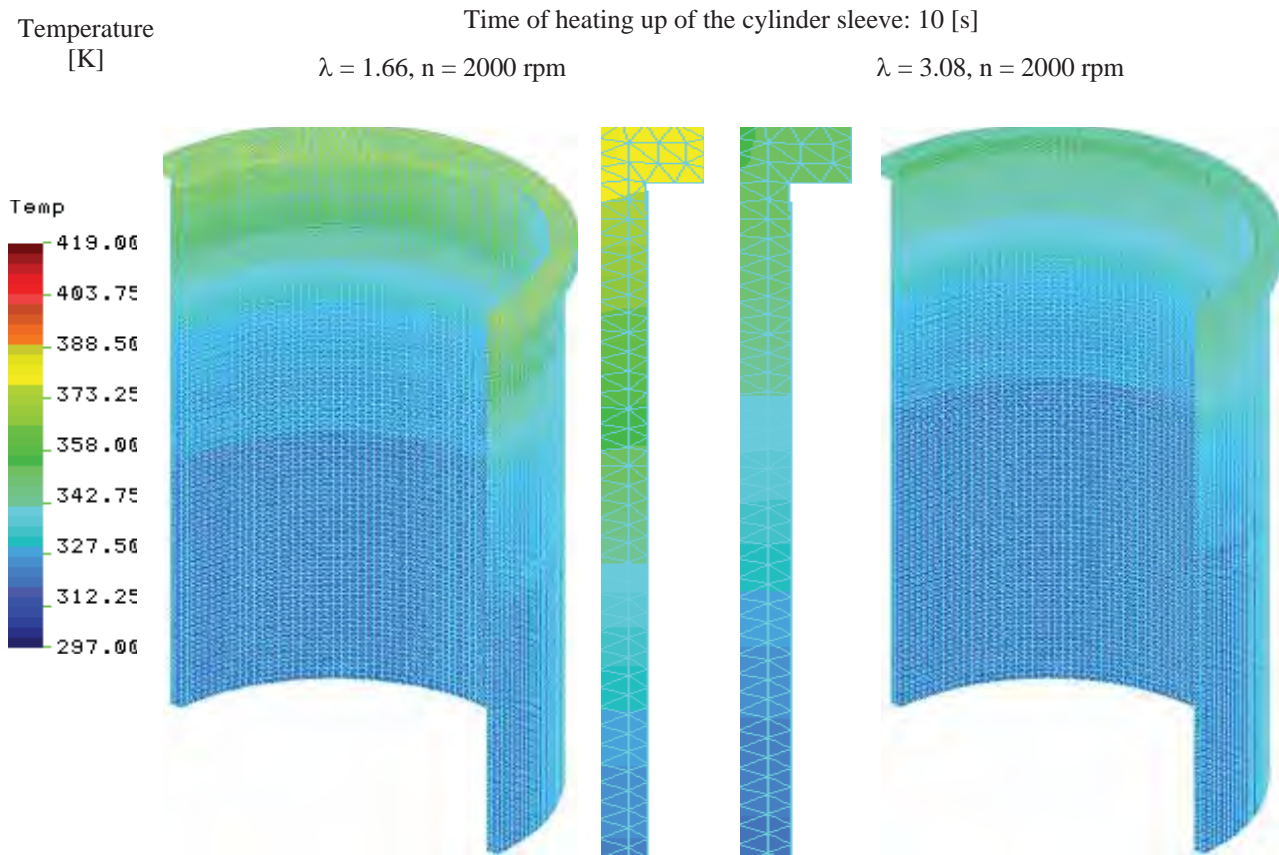 Temperature
[K]
Time of heating up of the cylinder sleeve: 10 [s]
λ = 1.66, n = 2000 rpm
λ = 3.08, n = 2000 rpm
Temp
419.00
403.75
388.50
373.25
358.00
342.75
327.50
312.25
297.00